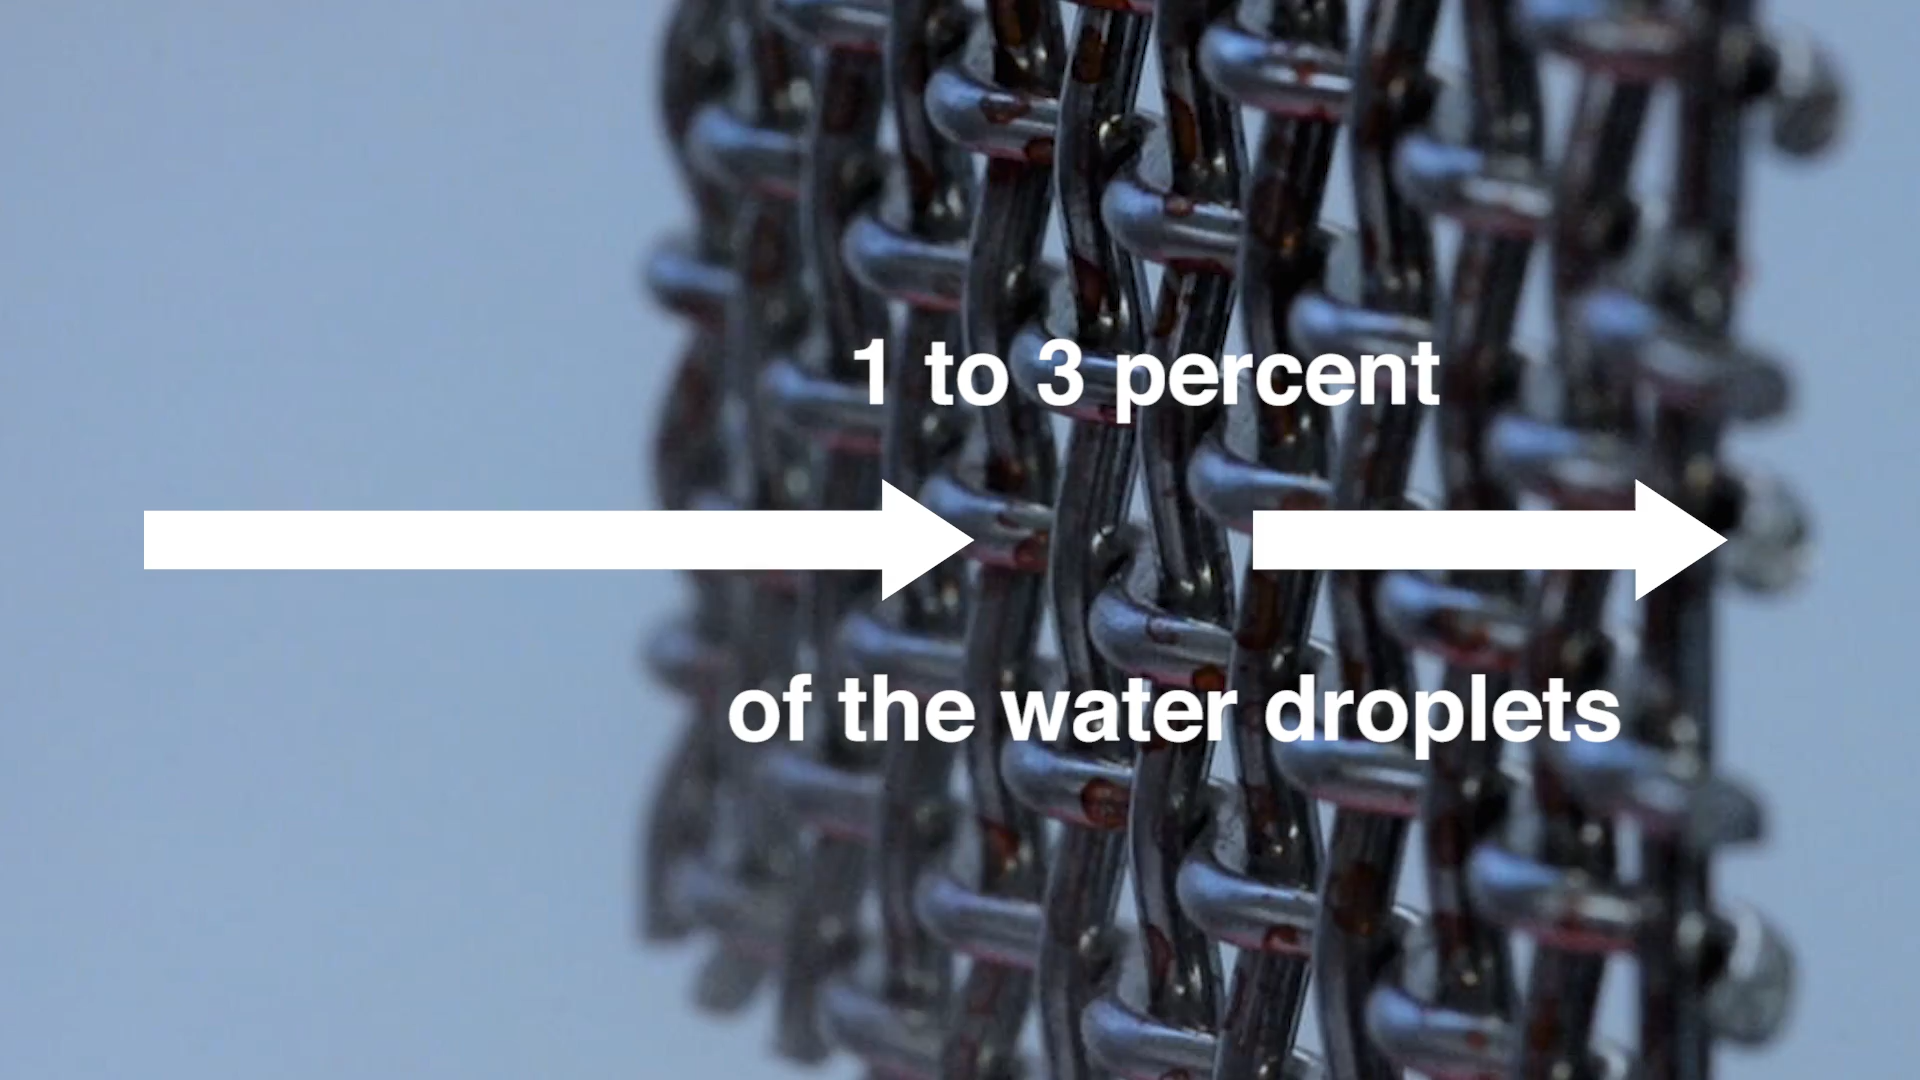 1 to 3 percent
of the water droplets